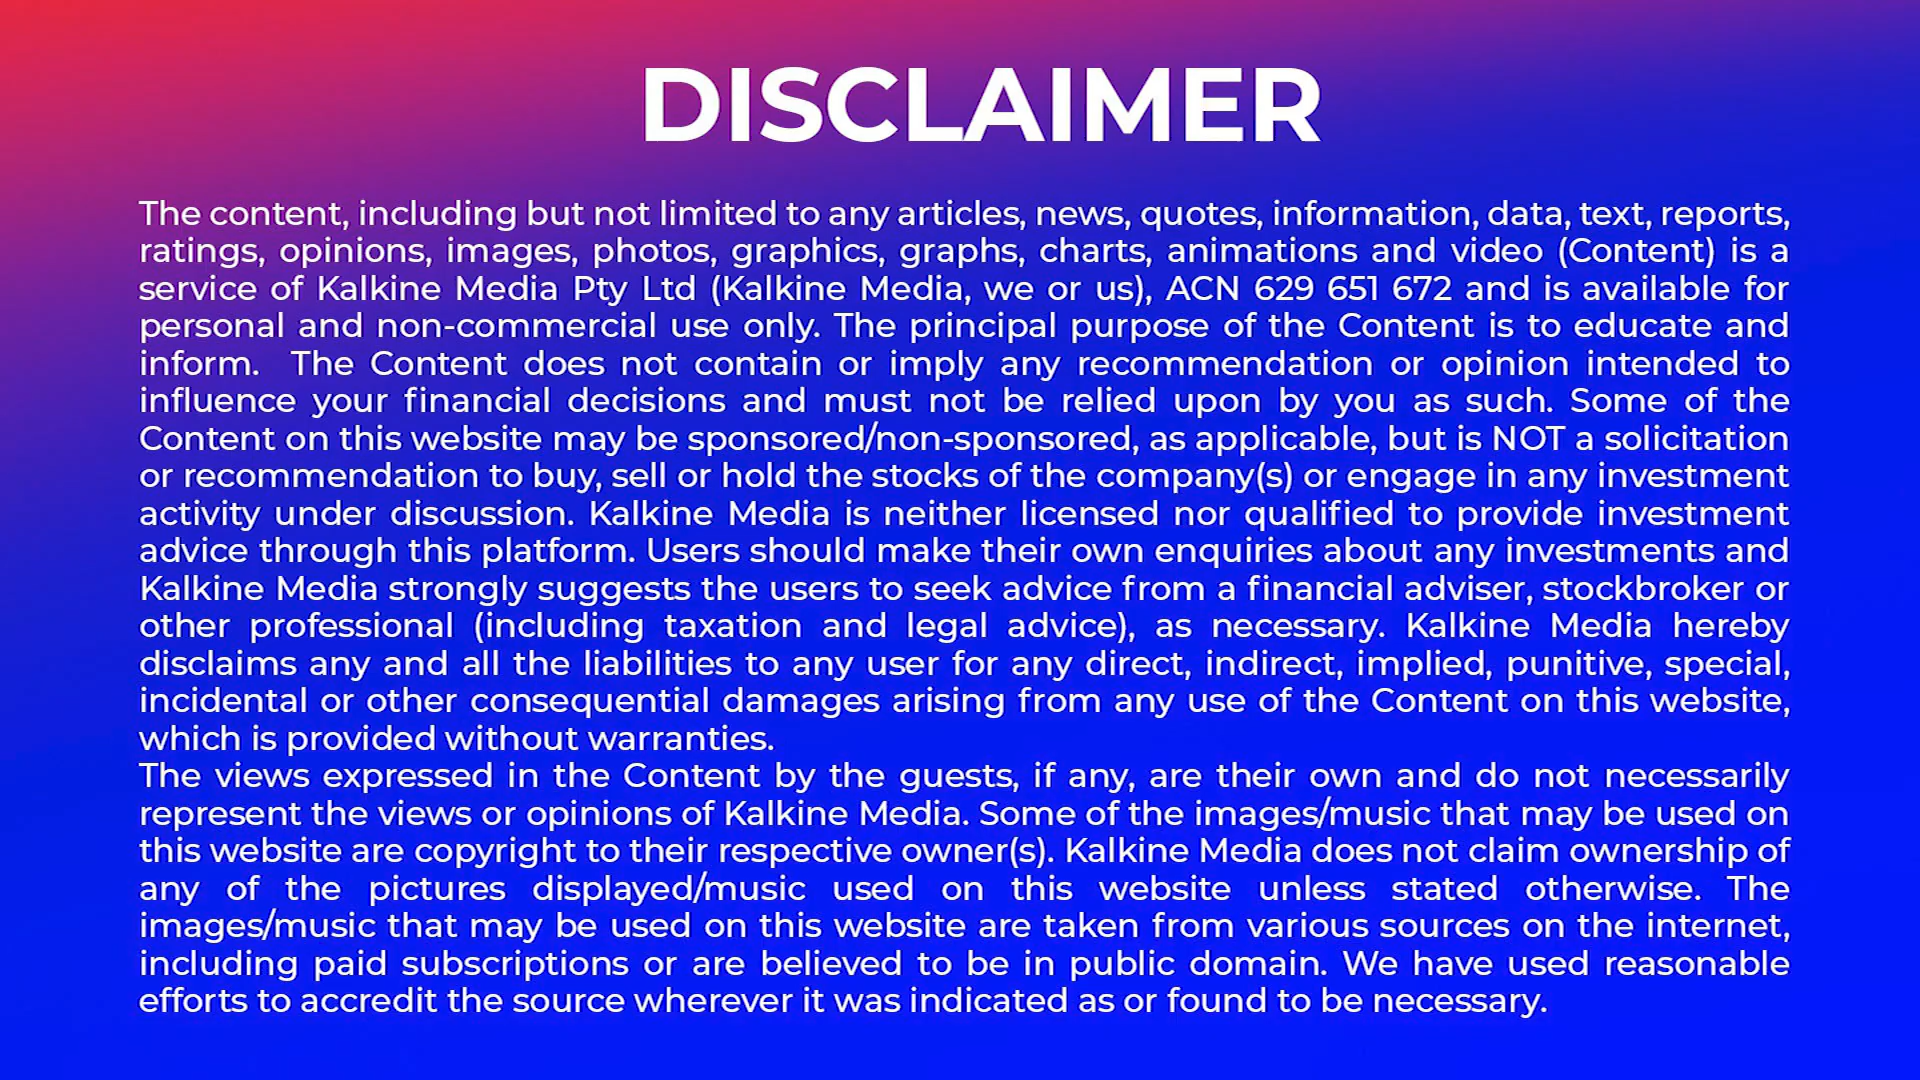 DISCLAIMER
The content, including but not limited to any articles, news, quotes, information, data, text, reports,
ratings, opinions, images, photos, graphics, graphs, charts, animations and video (Content) is a
service of Kalkine Media Pty Ltd (Kalkine Media, we or us), ACN 629 651 672 and is available for
personal and non-commercial use only. The principal purpose of the Content is to educate and
inform.  The Content does not contain or imply any recommendation or opinion intended to
influence your financial decisions and must not be relied upon by you as such. Some of the
Content on this website may be sponsored/non-sponsored, as applicable, but is NOT a solicitation
or recommendation to buy, sell or hold the stocks of the company(s) or engage in any investment
activity under discussion. Kalkine Media is neither licensed nor qualified to provide investment
advice through this platform. Users should make their own enquiries about any investments and
Kalkine Media strongly suggests the users to seek advice from a financial adviser, stockbroker or
other professional (including taxation and legal advice), as necessary. Kalkine Media hereby
disclaims any and all the liabilities to any user for any direct, indirect, implied, punitive, special,
incidental or other consequential damages arising from any use of the Content on this website,
which is provided without warranties.
The views expressed in the Content by the guests, if any, are their own and do not necessarily
represent the views or opinions of Kalkine Media. Some of the images/music that may be used on
this website are copyright to their respective owner(s). Kalkine Media does not claim ownership of
any of the pictures displayed/music used on this website unless stated otherwise. The
images/music that may be used on this website are taken from various sources on the internet,
including paid subscriptions or are believed to be in public domain. We have used reasonable
efforts to accredit the source wherever it was indicated as or found to be necessary.